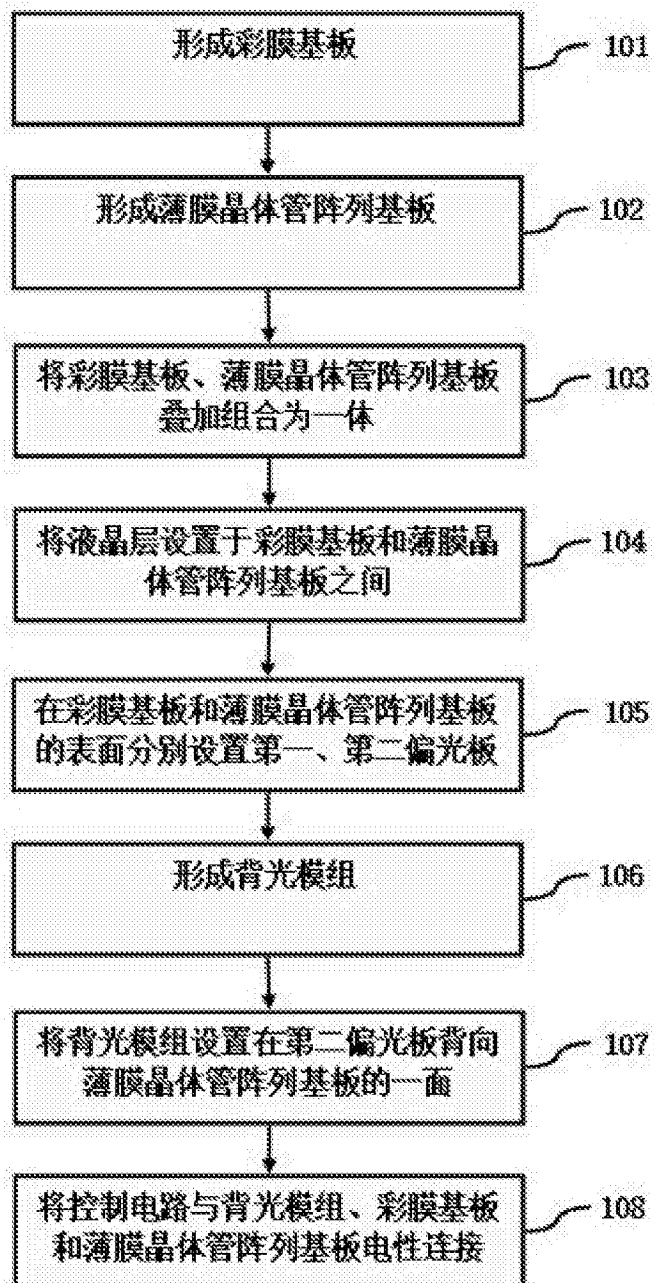 形成彩膜基板
101
形成薄膜晶体管阵列基板
102
将彩膜基板、薄膜晶体管阵列基板
叠加组合为一体
103
将液晶层设置于彩膜基板和薄膜晶
体管阵列基板之间
104
在彩膜基板和薄膜晶体管阵列基板
的表面分别设置第一、第二偏光板
105
形成背光模组
106
将背光模组设置在第二偏光板背向
薄膜晶体管阵列基板的一面
107
将控制电路与背光模组、彩膜基板
和薄膜晶体管阵列基板电性连接
108